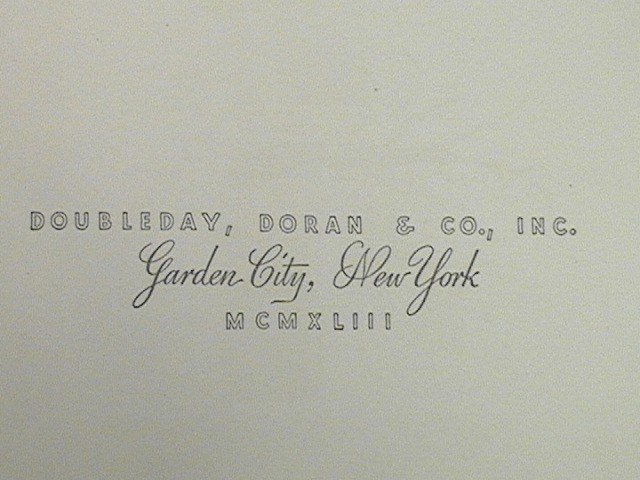 DOUBLEDAY, DORAN & CO., INC.
Garden City, New York
MCMXLIII